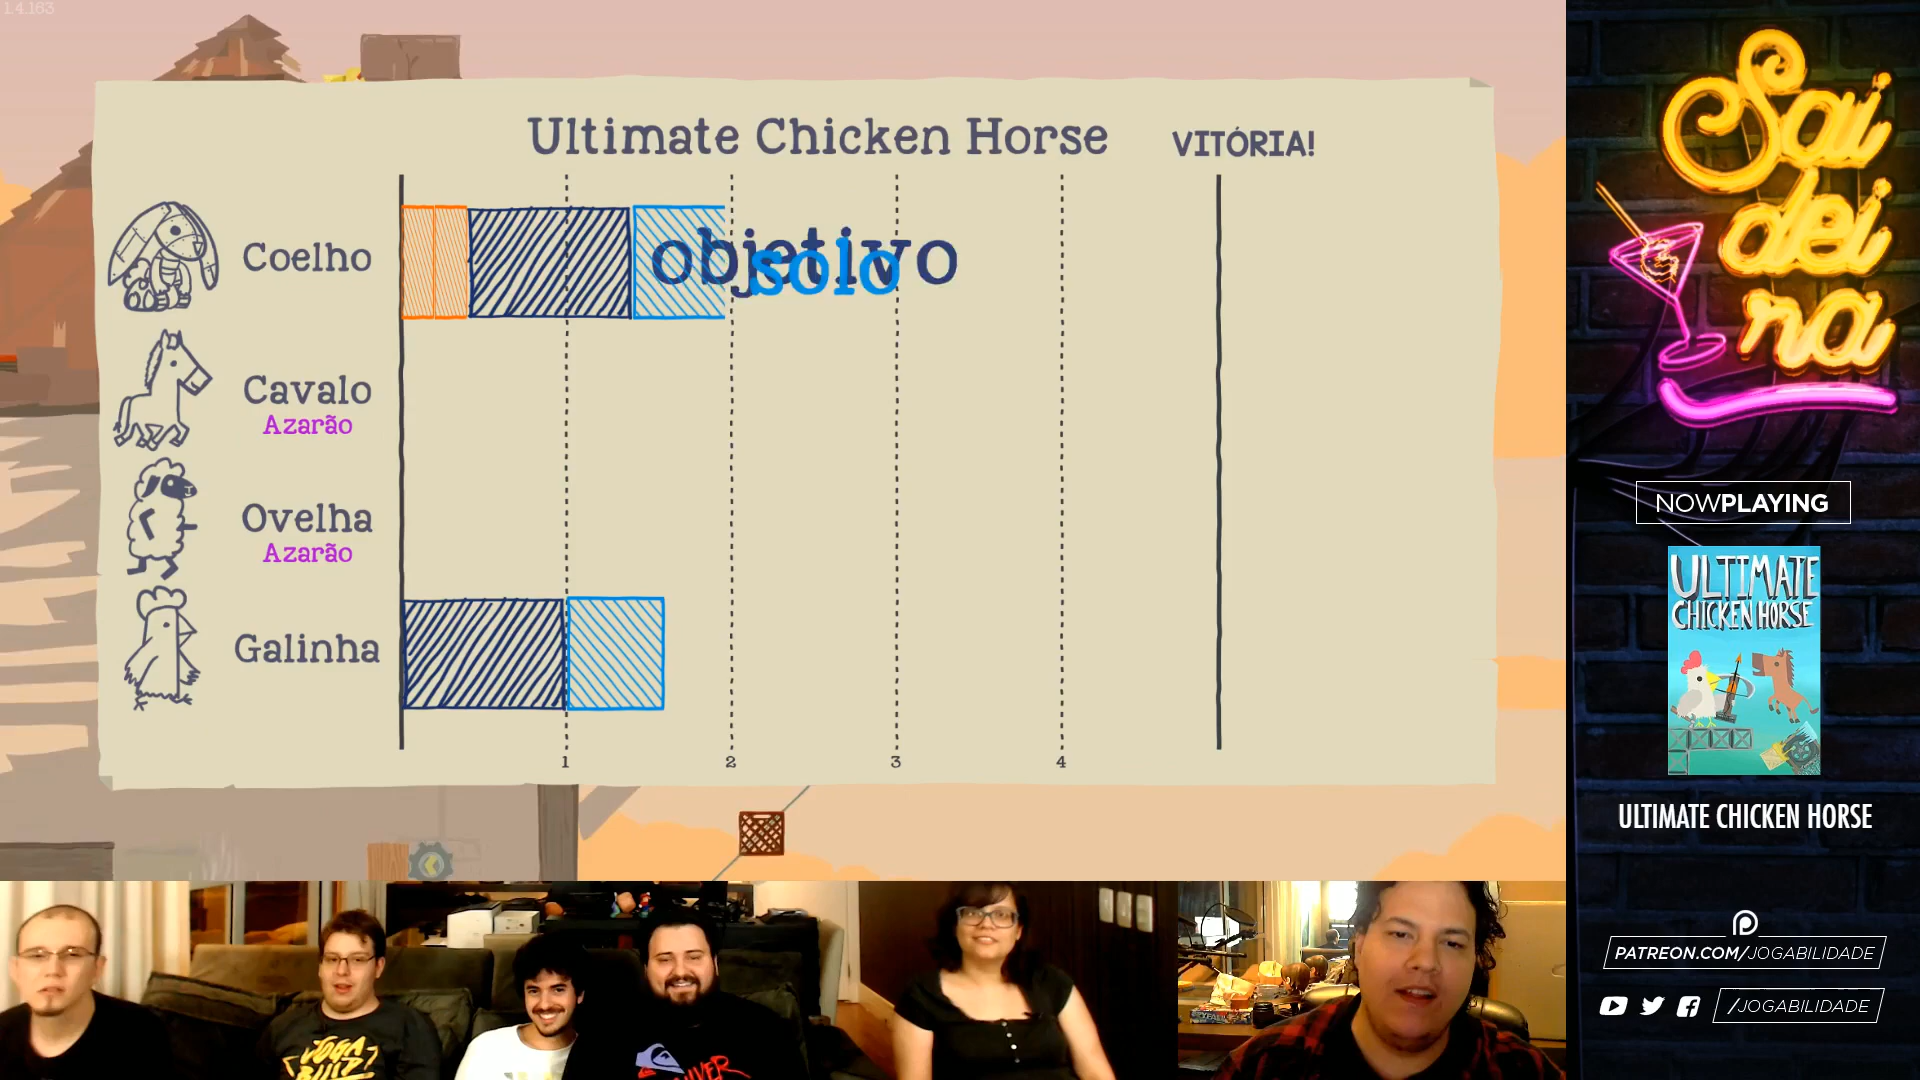 1.4.163
Ultimate Chicken Horse
VITÓRIA!
Coelho
objetivo
solo
Cavalo
Azarão
Ovelha
Azarão
Galinha
1 2 3 4
Sai
dei
ra
NOWPLAYING
ULTIMATE
CHICKEN HORSE
ULTIMATE CHICKEN HORSE
PATREON.COM/JOGABILIDADE
/JOGABILIDADE
JOGA